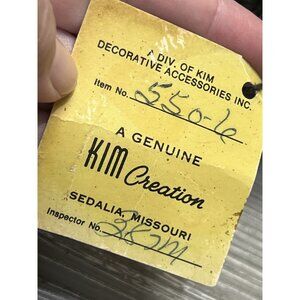 A DIV. OF KIM
DECORATIVE ACCESSORIES INC.
Item No. 550-6
A GENUINE
KIM Creation
SEDALIA, MISSOURI
Inspector No.